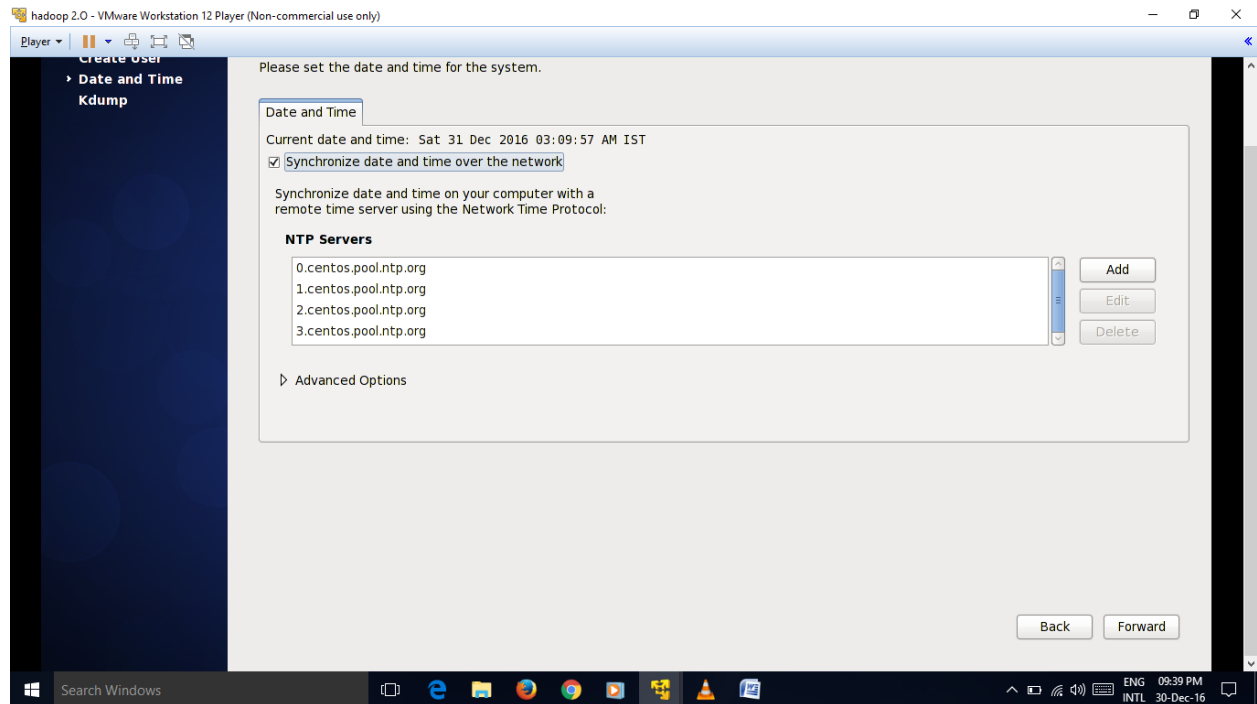 hadoop 2.O - VMware Workstation 12 Player (Non-commercial use only)
Player
Create User
Date and Time
Kdump
Please set the date and time for the system.
Date and Time
Current date and time: Sat 31 Dec 2016 03:09:57 AM IST
Synchronize date and time over the network
Synchronize date and time on your computer with a
remote time server using the Network Time Protocol:
NTP Servers
0.centos.pool.ntp.org
1.centos.pool.ntp.org
2.centos.pool.ntp.org
3.centos.pool.ntp.org
Add
Edit
Delete
Advanced Options
Back Forward
Search Windows
ENG 09:39 PM
INTL 30-Dec-16